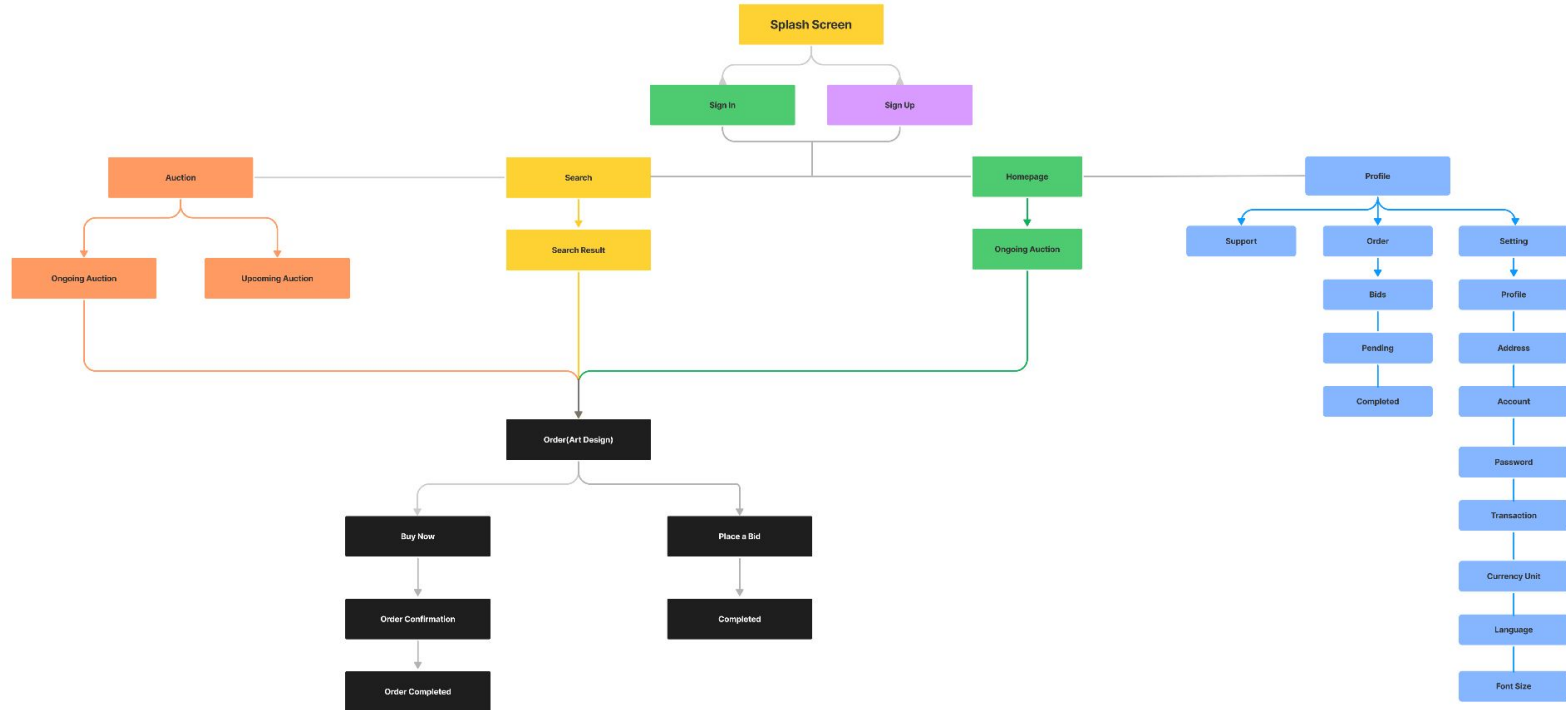 Splash Screen
Sign In
Sign Up
Auction
Search
Homepage
Profile
Ongoing Auction
Upcoming Auction
Search Result
Ongoing Auction
Support
Order
Setting
Bids
Profile
Pending
Address
Completed
Account
Password
Transaction
Currency Unit
Language
Font Size
Order(Art Design)
Buy Now
Place a Bid
Order Confirmation
Completed
Order Completed